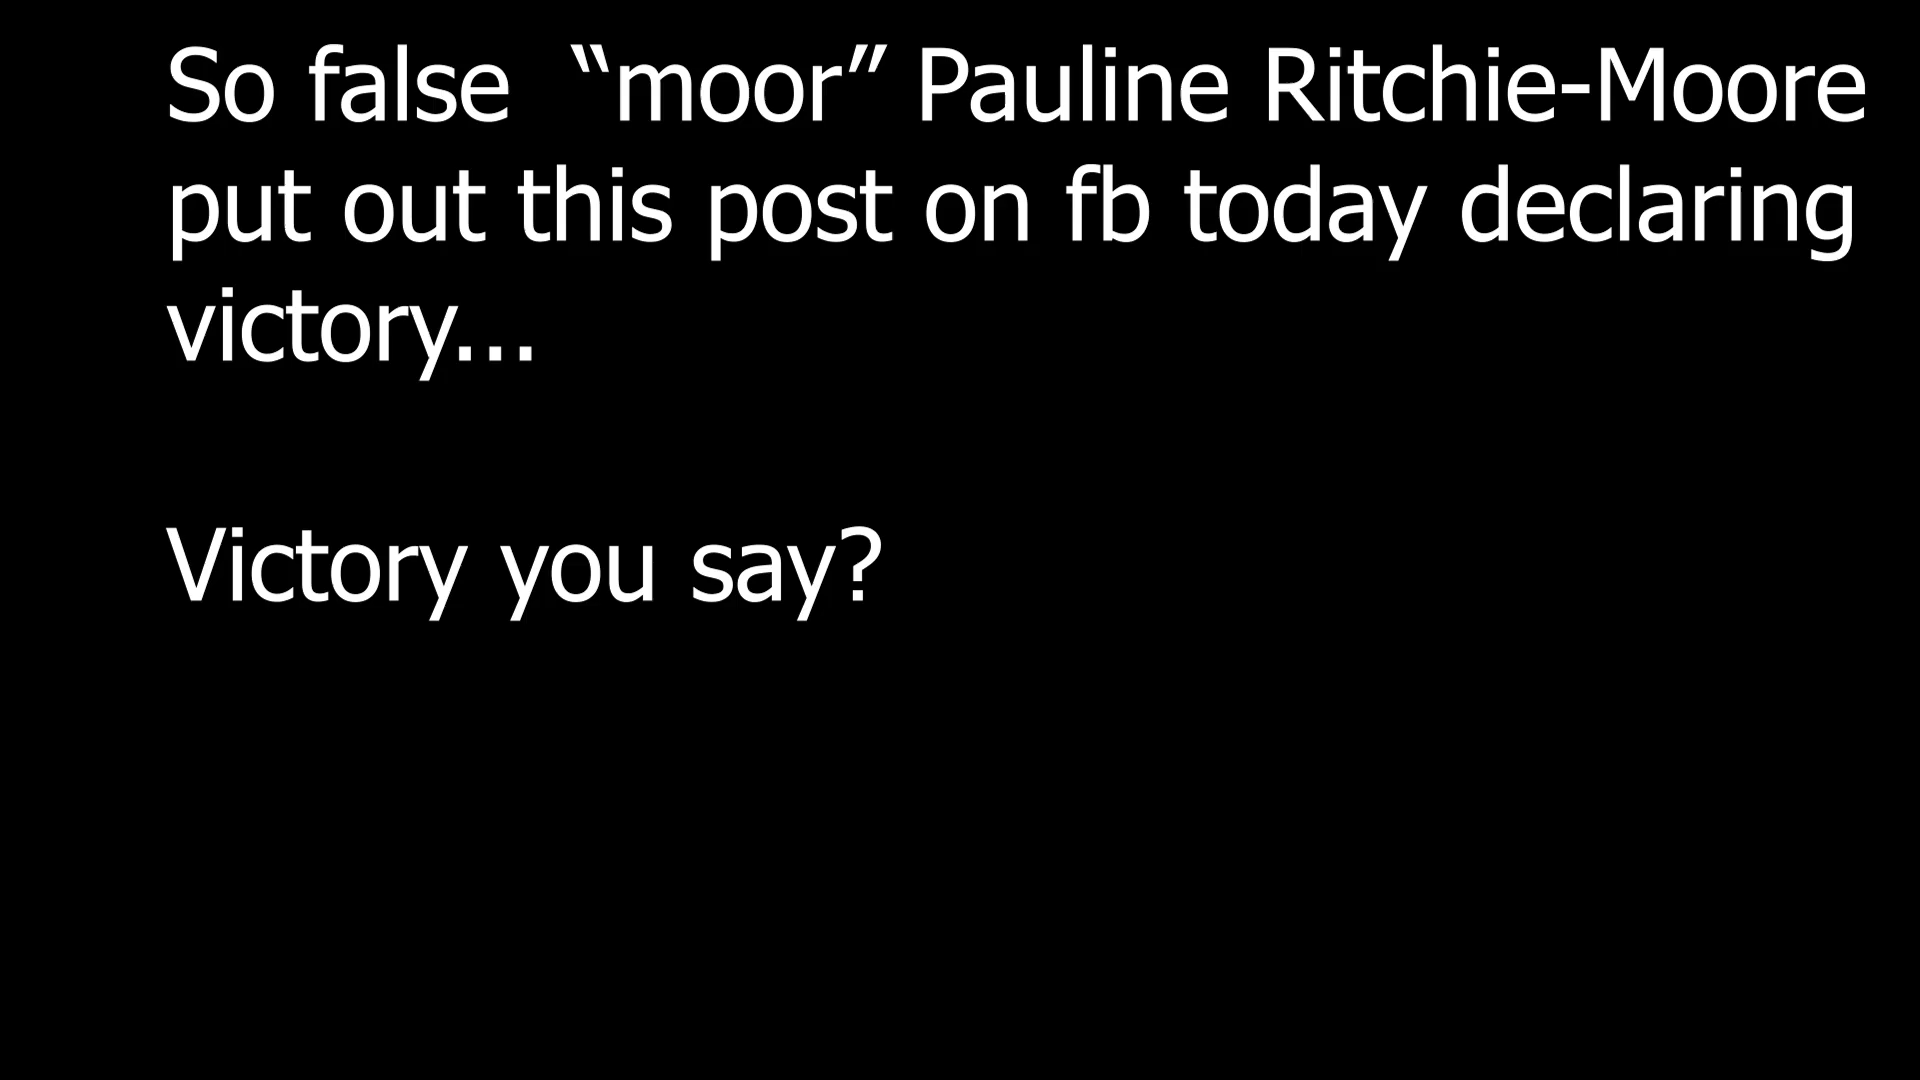 So false  “moor” Pauline Ritchie-Moore
put out this post on fb today declaring
victory...
Victory you say?